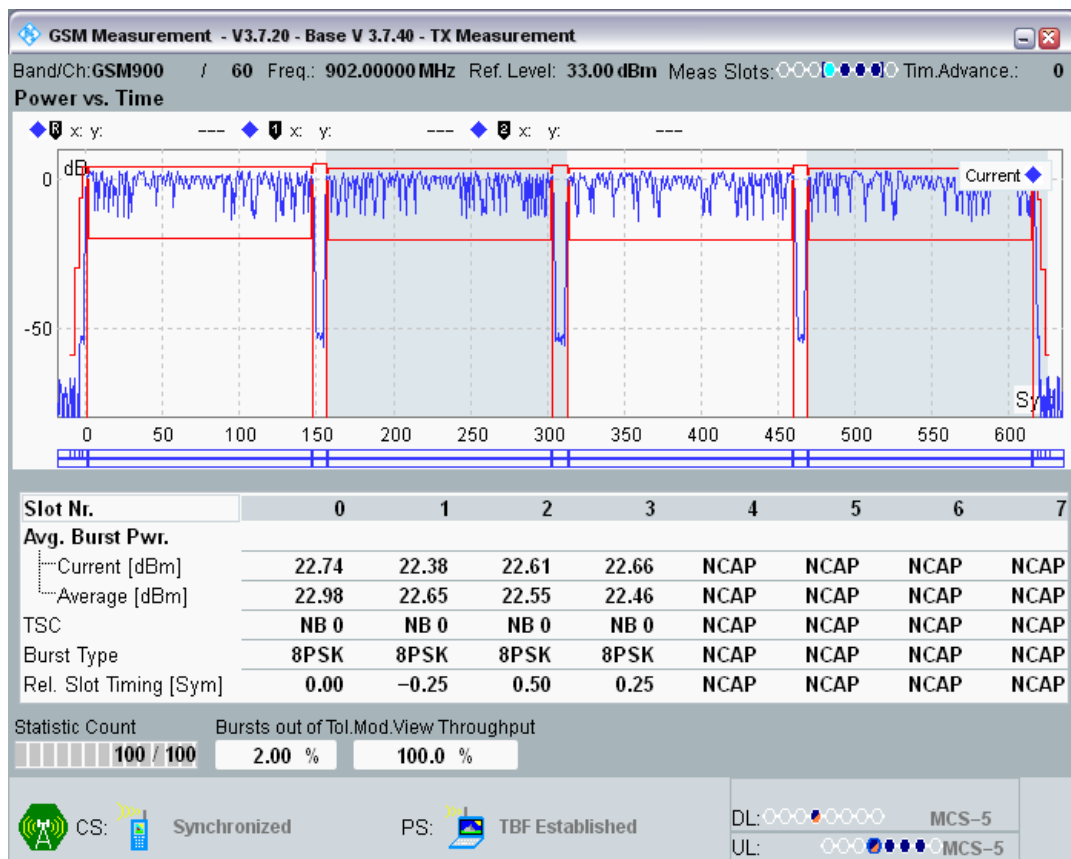 GSM Measurement - V3.7.20 - Base V 3.7.40 - TX Measurement
Band/Ch:GSM900 / 60 Freq.: 902.00000 MHz Ref. Level: 33.00 dBm Meas Slots: Tim.Advance.: 0
Power vs. Time
R x: y: --- 1 x: y: --- 2 x: y: ---
dB
Current
0
-50
Sy
0 50 100 150 200 250 300 350 400 450 500 550 600
Slot Nr. 0 1 2 3 4 5 6 7
Avg. Burst Pwr.
Current [dBm] 22.74 22.38 22.61 22.66 NCAP NCAP NCAP NCAP
Average [dBm] 22.98 22.65 22.55 22.46 NCAP NCAP NCAP NCAP
TSC NB 0 NB 0 NB 0 NB 0 NCAP NCAP NCAP NCAP
Burst Type 8PSK 8PSK 8PSK 8PSK NCAP NCAP NCAP NCAP
Rel. Slot Timing [Sym] 0.00 −0.25 0.50 0.25 NCAP NCAP NCAP NCAP
Statistic Count Bursts out of Tol.Mod.View Throughput
100 / 100 2.00 % 100.0 %
CS: Synchronized PS: TBF Established
DL: MCS−5
UL: MCS−5